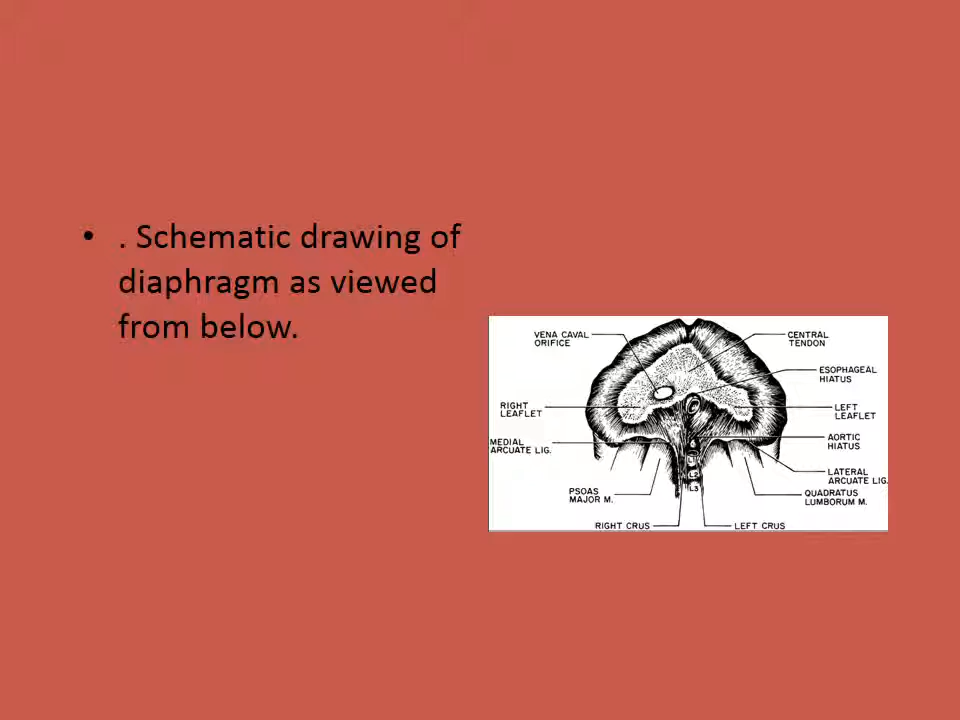 • . Schematic drawing of
diaphragm as viewed
from below.
VENA CAVAL
ORIFICE
CENTRAL
TENDON
ESOPHAGEAL
HIATUS
RIGHT
LEAFLET
LEFT
LEAFLET
MEDIAL
ARCUATE LIG.
AORTIC
HIATUS
LATERAL
ARCUATE LIG.
PSOAS
MAJOR M.
QUADRATUS
LUMBORUM M.
L2
L3
RIGHT CRUS
LEFT CRUS